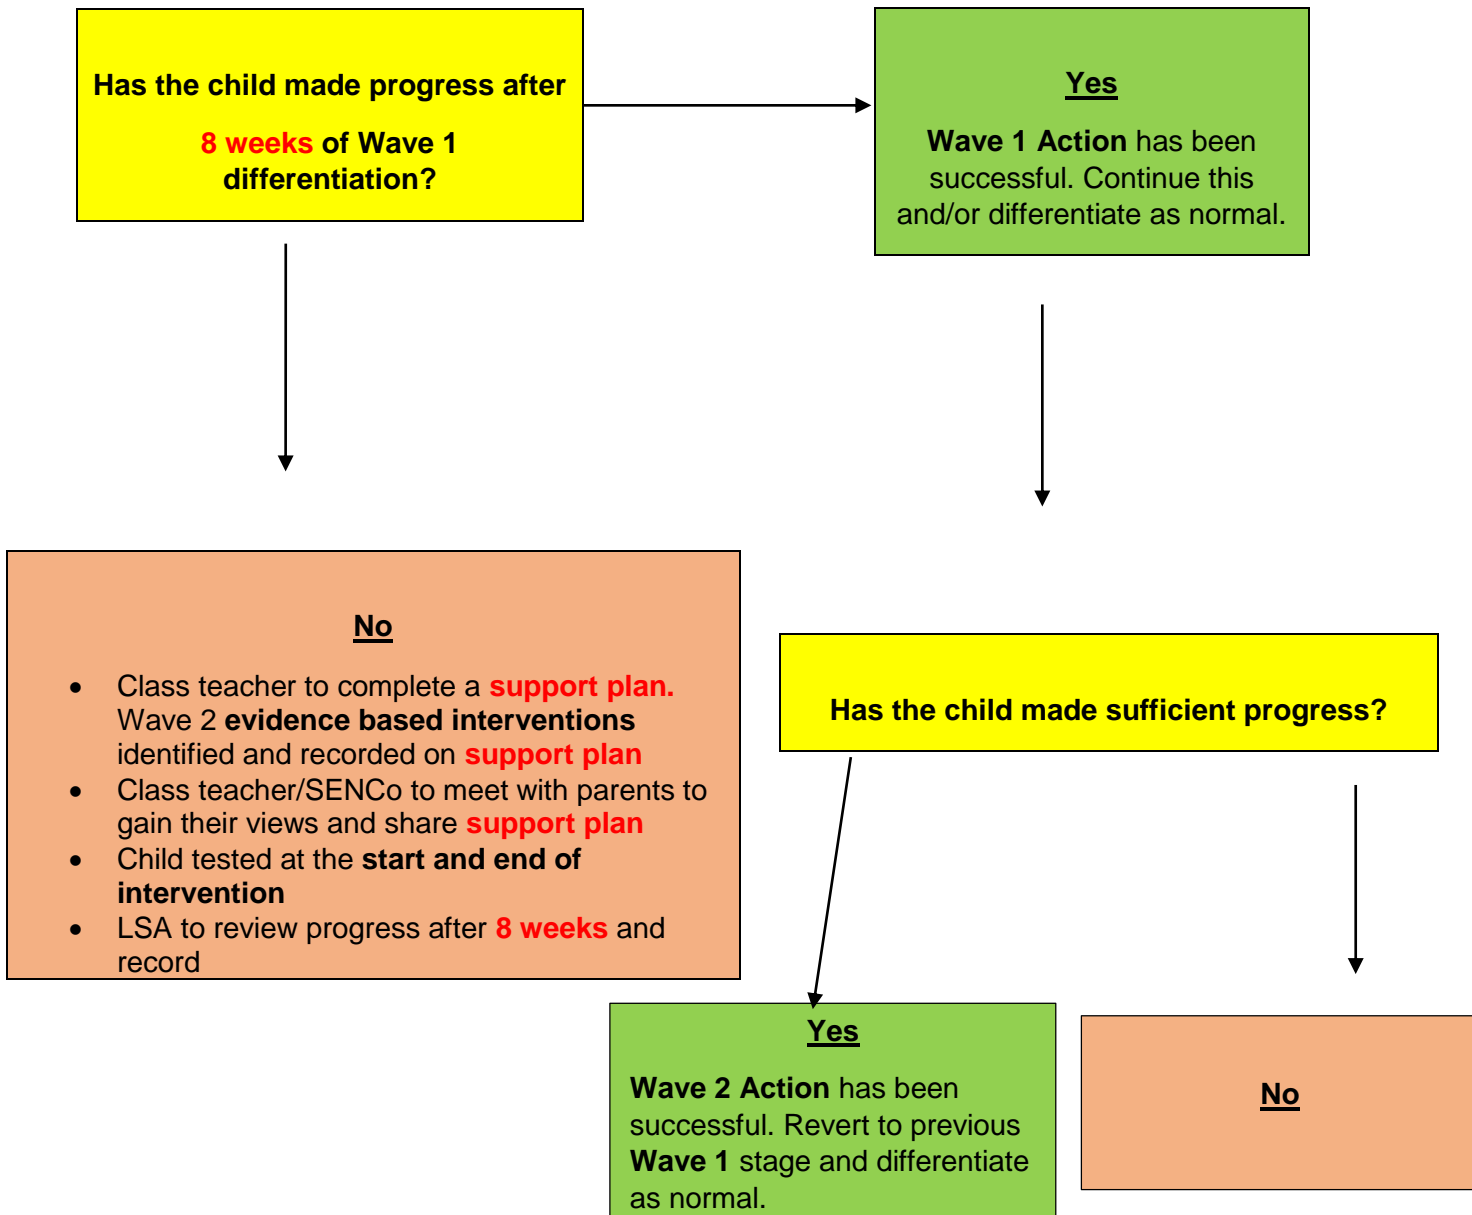 Has the child made progress after
8 weeks of Wave 1
differentiation?
Yes
Wave 1 Action has been
successful. Continue this
and/or differentiate as normal.
No
• Class teacher to complete a support plan.
Wave 2 evidence based interventions
identified and recorded on support plan
• Class teacher/SENCo to meet with parents to
gain their views and share support plan
• Child tested at the start and end of
intervention
• LSA to review progress after 8 weeks and
record
Has the child made sufficient progress?
Yes
Wave 2 Action has been
successful. Revert to previous
Wave 1 stage and differentiate
as normal.
No